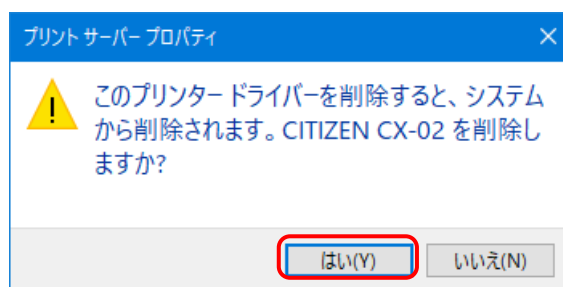 プリント サーバー プロパティ
このプリンター ドライバーを削除すると、システム
から削除されます。CITIZEN CX-02 を削除し
ますか?
はい(Y) いいえ(N)